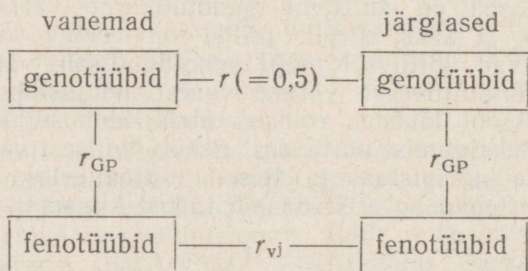 vanemad järglased
genotüübid r (=0,5) genotüübid
r_GP r_GP
fenotüübid r_vj fenotüübid